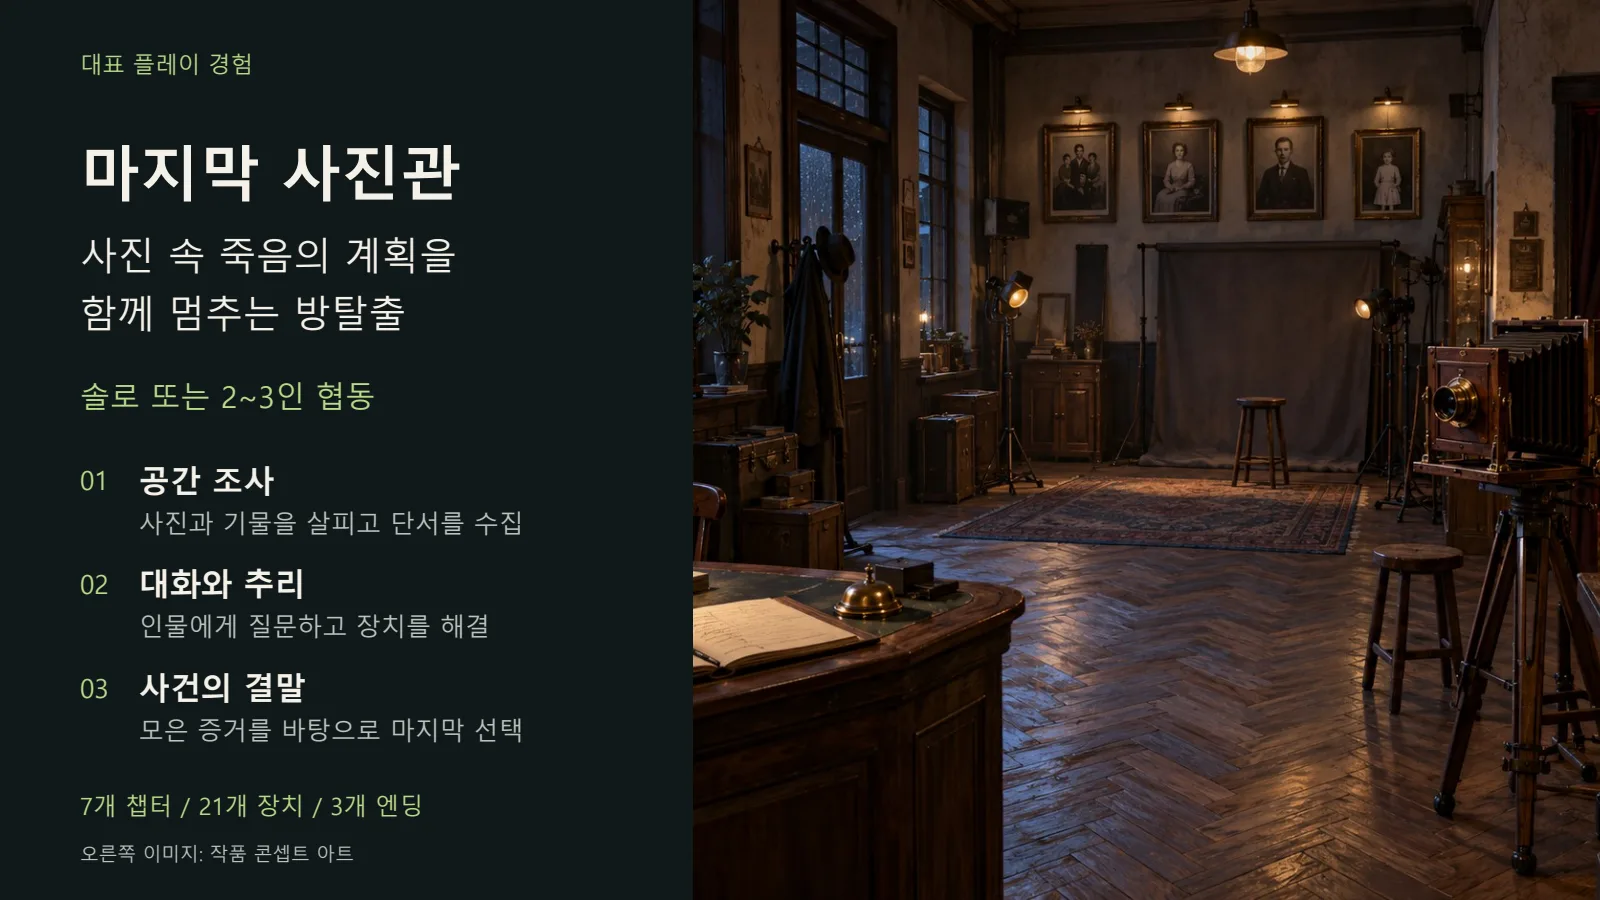 대표 플레이 경험
마지막 사진관
사진 속 죽음의 계획을
함께 멈추는 방탈출
솔로 또는 2~3인 협동
01 공간 조사
사진과 기물을 살피고 단서를 수집
02 대화와 추리
인물에게 질문하고 장치를 해결
03 사건의 결말
모은 증거를 바탕으로 마지막 선택
7개 챕터 / 21개 장치 / 3개 엔딩
오른쪽 이미지: 작품 콘셉트 아트